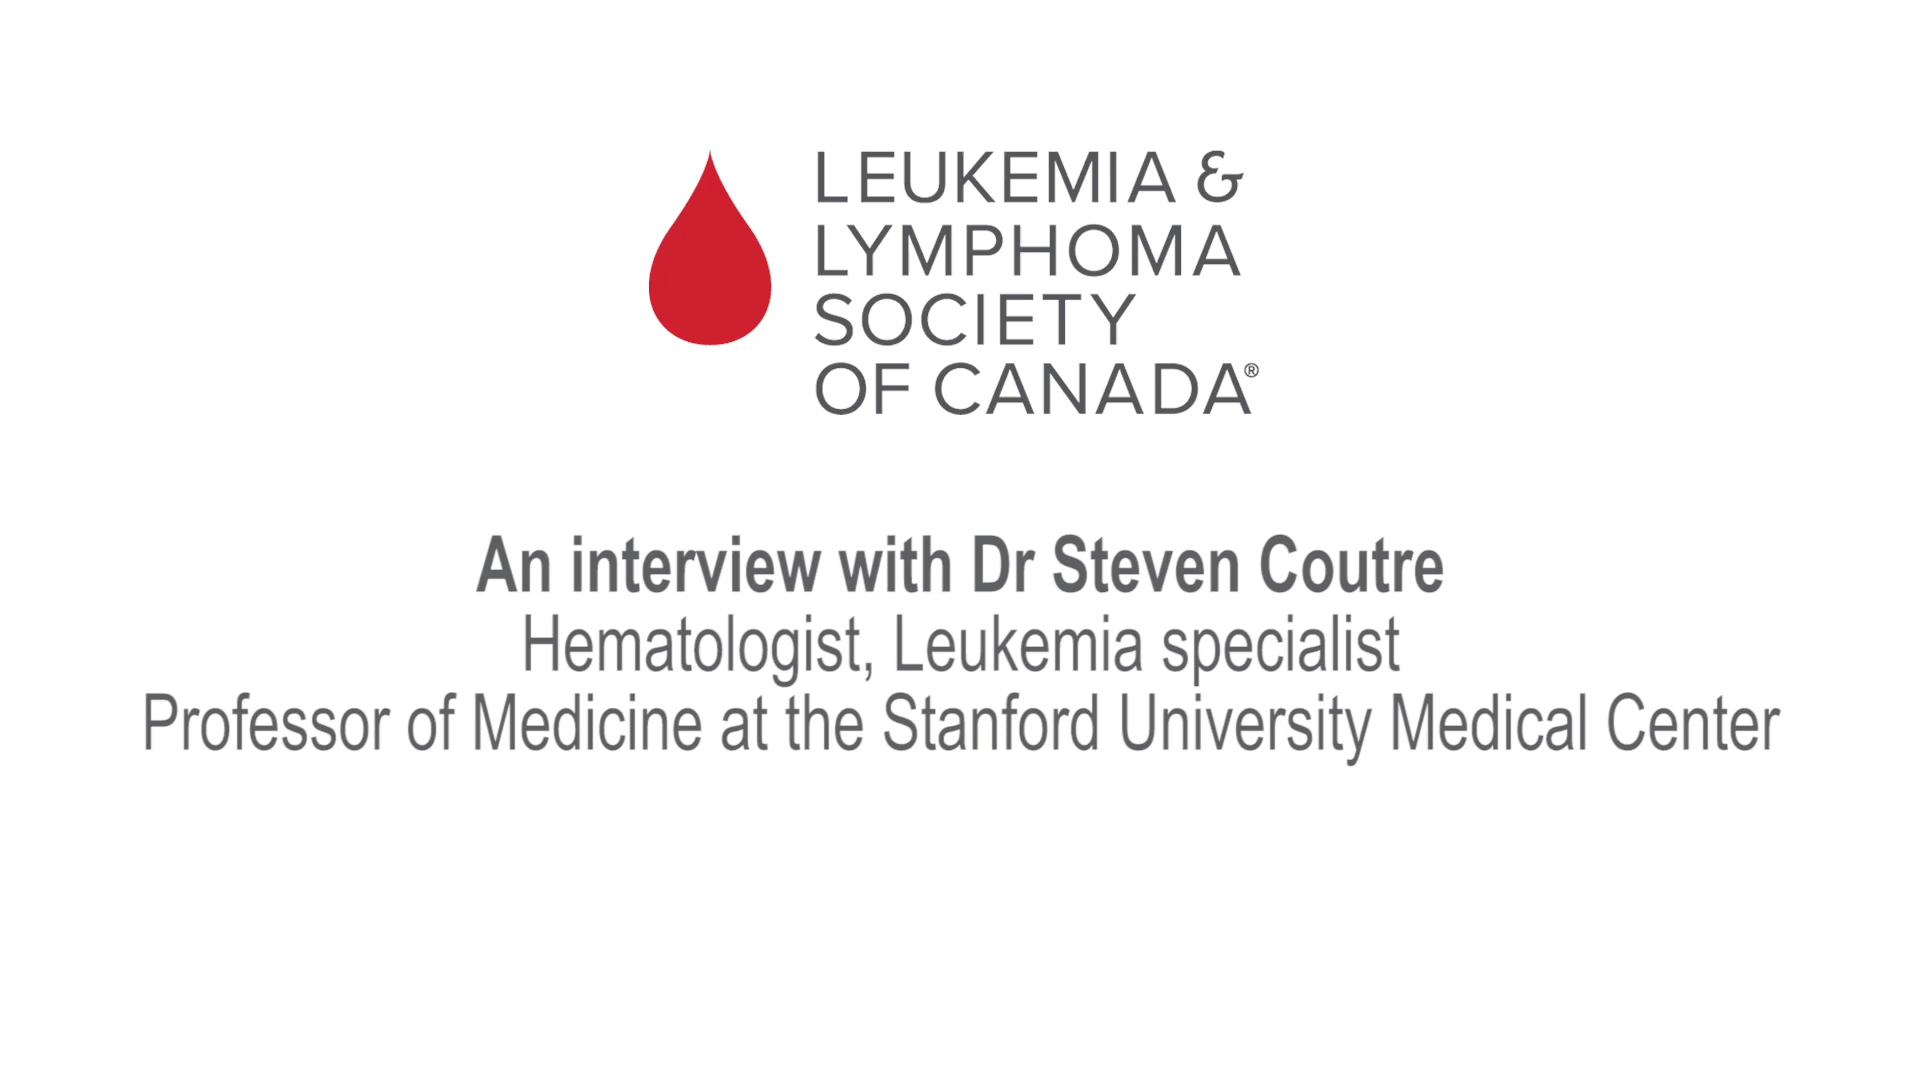 LEUKEMIA &
LYMPHOMA
SOCIETY
OF CANADA®
An interview with Dr Steven Coutre
Hematologist, Leukemia specialist
Professor of Medicine at the Stanford University Medical Center